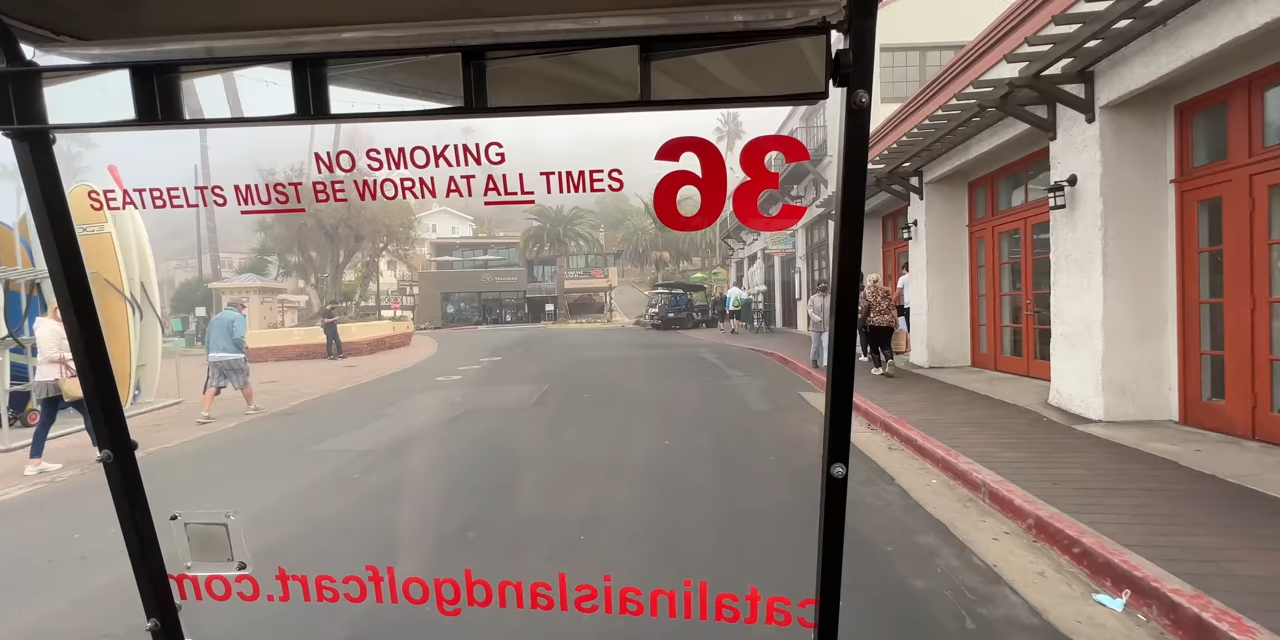 NO SMOKING
SEATBELTS MUST BE WORN AT ALL TIMES
36
catalinaislandgolfcart.com